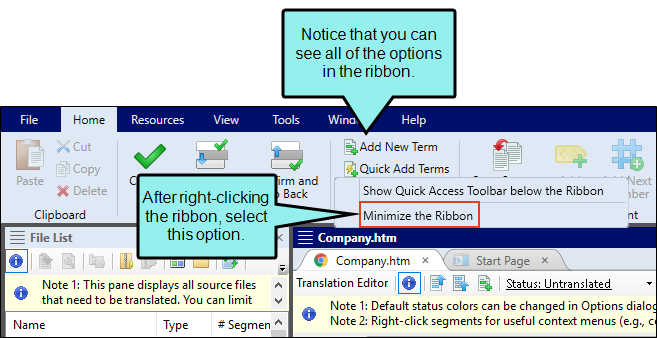 Notice that you can
see all of the options
in the ribbon.
File Home Resources View Tools Help
Cut
Copy
Delete
Paste
Clipboard
Add New Term
Quick Add Terms
and
Back
Add Next
mber
After right-clicking
the ribbon, select
this option.
Show Quick Access Toolbar below the Ribbon
Minimize the Ribbon
File List
Note 1: This pane displays all source files
that need to be translated. You can limit
Name Type # Segmen
Company.htm
Company.htm Start Page
Translation Editor Status: Untranslated
Note 1: Default status colors can be changed in Options dialog
Note 2: Right-click segments for useful context menus (e.g., c